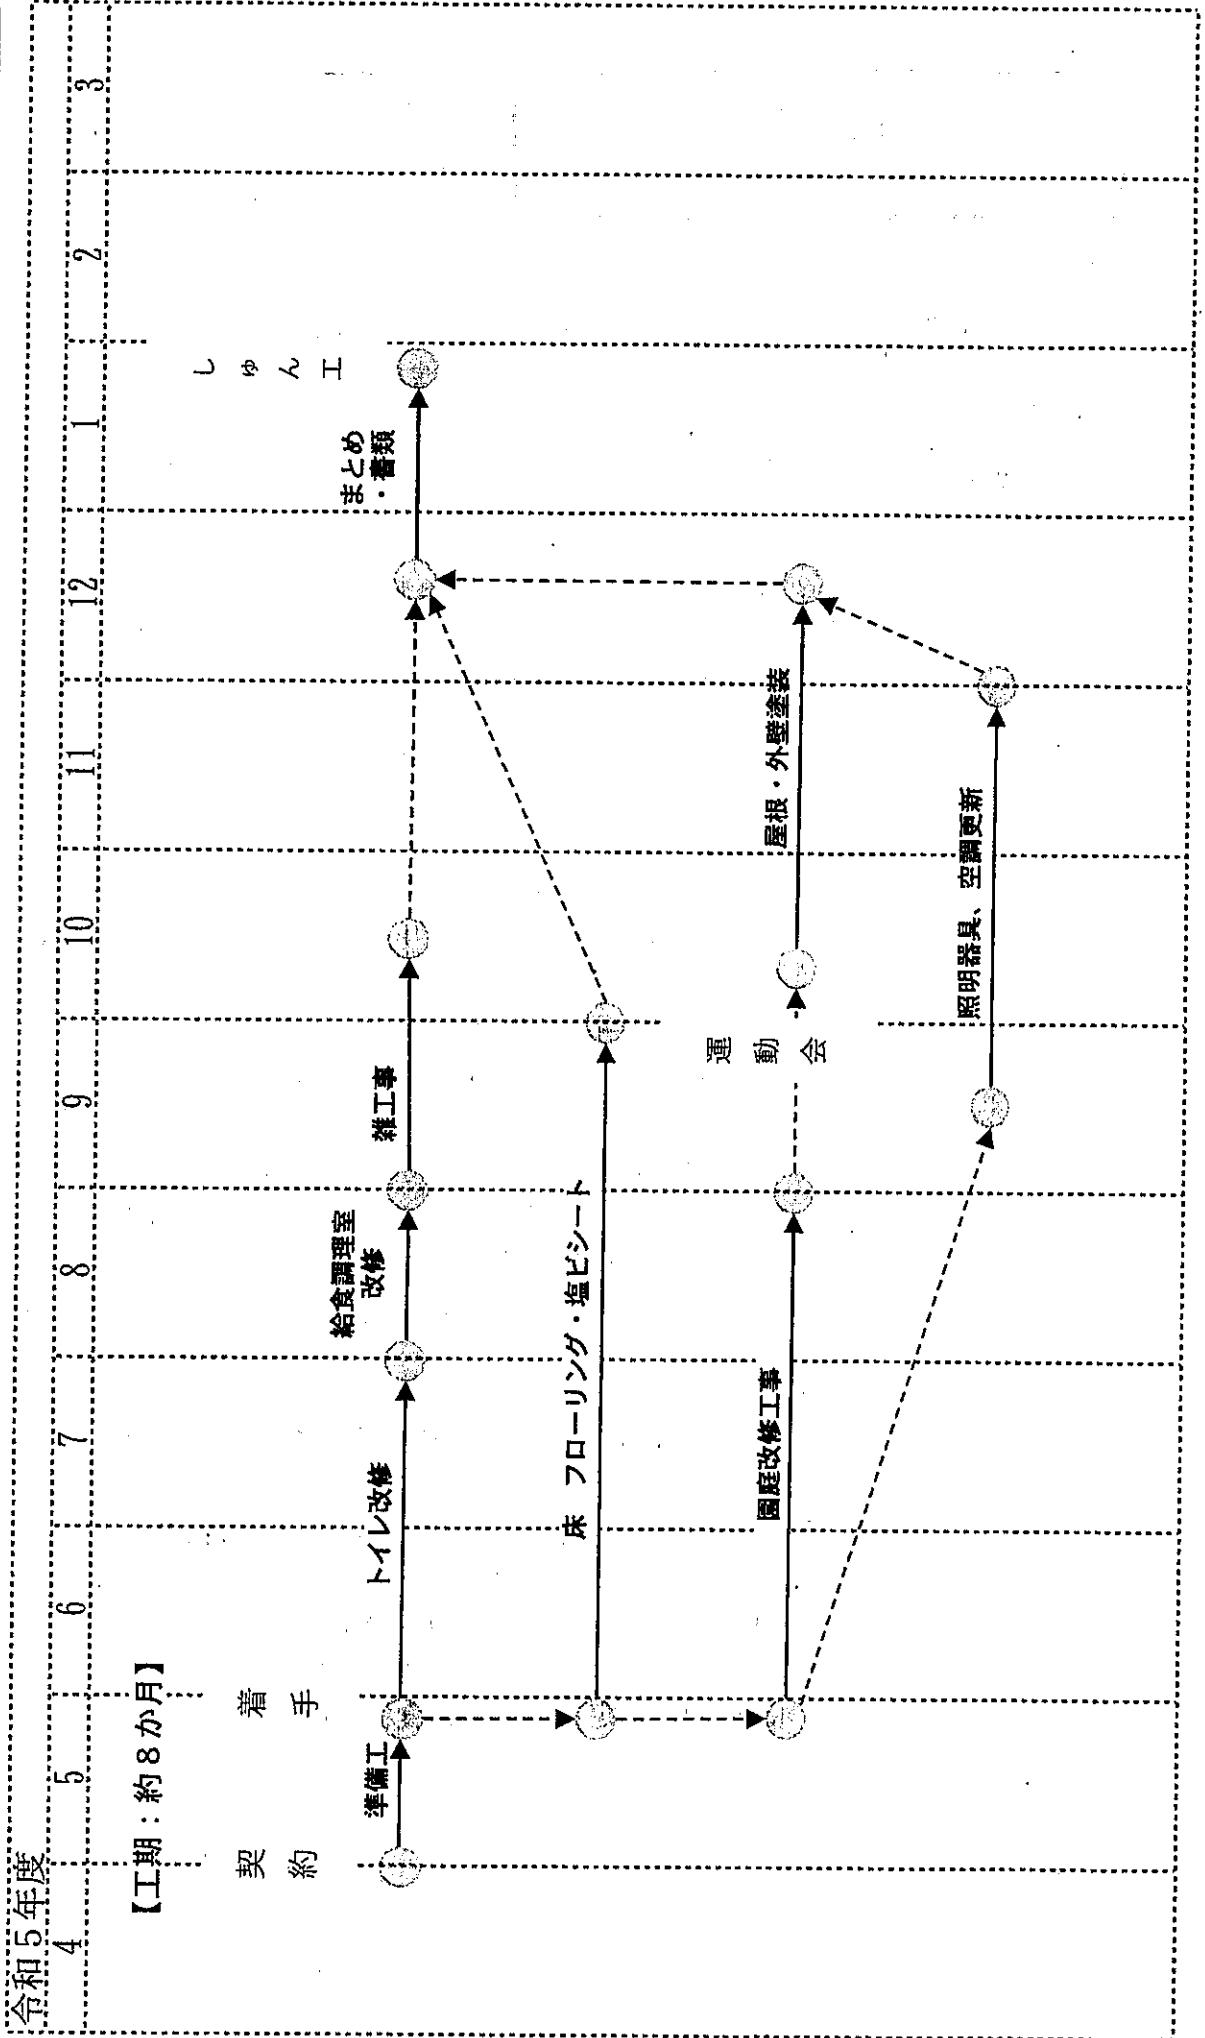 令和5年度
4 5 6 7 8 9 10 11 12 1 2 3
【工期：約8か月】
契約
着手
しゅん工
準備工
トイレ改修
給食調理室
改修
雑工事
まとめ
・書類
床 フローリング・塩ビシート
園庭改修工事
運動会
屋根・外壁塗装
照明器具、空調更新